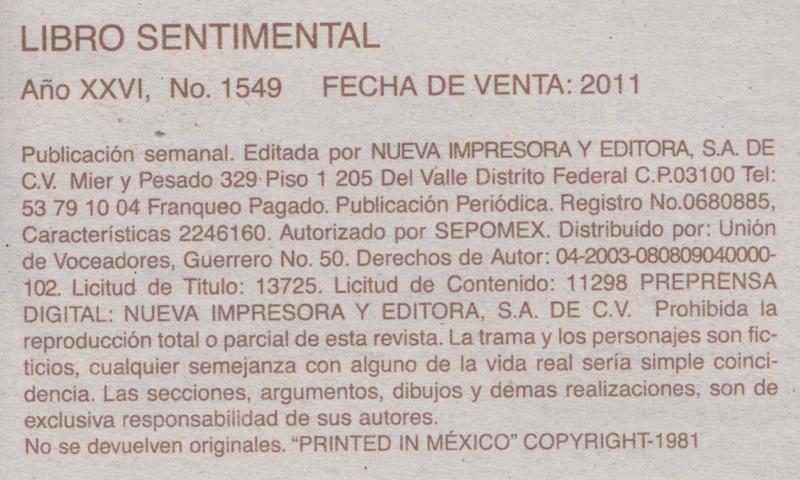 LIBRO SENTIMENTAL
Año XXVI, No. 1549 FECHA DE VENTA: 2011
Publicación semanal. Editada por NUEVA IMPRESORA Y EDITORA, S.A. DE
C.V. Mier y Pesado 329 Piso 1 205 Del Valle Distrito Federal C.P.03100 Tel:
53 79 10 04 Franqueo Pagado. Publicación Periódica. Registro No.0680885,
Características 2246160. Autorizado por SEPOMEX. Distribuido por: Unión
de Voceadores, Guerrero No. 50. Derechos de Autor: 04-2003-080809040000-
102. Licitud de Titulo: 13725. Licitud de Contenido: 11298 PREPRENSA
DIGITAL: NUEVA IMPRESORA Y EDITORA, S.A. DE C.V. Prohibida la
reproducción total o parcial de esta revista. La trama y los personajes son fic-
ticios, cualquier semejanza con alguno de la vida real sería simple coinci-
dencia. Las secciones, argumentos, dibujos y demas realizaciones, son de
exclusiva responsabilidad de sus autores.
No se devuelven originales. “PRINTED IN MÉXICO” COPYRIGHT-1981